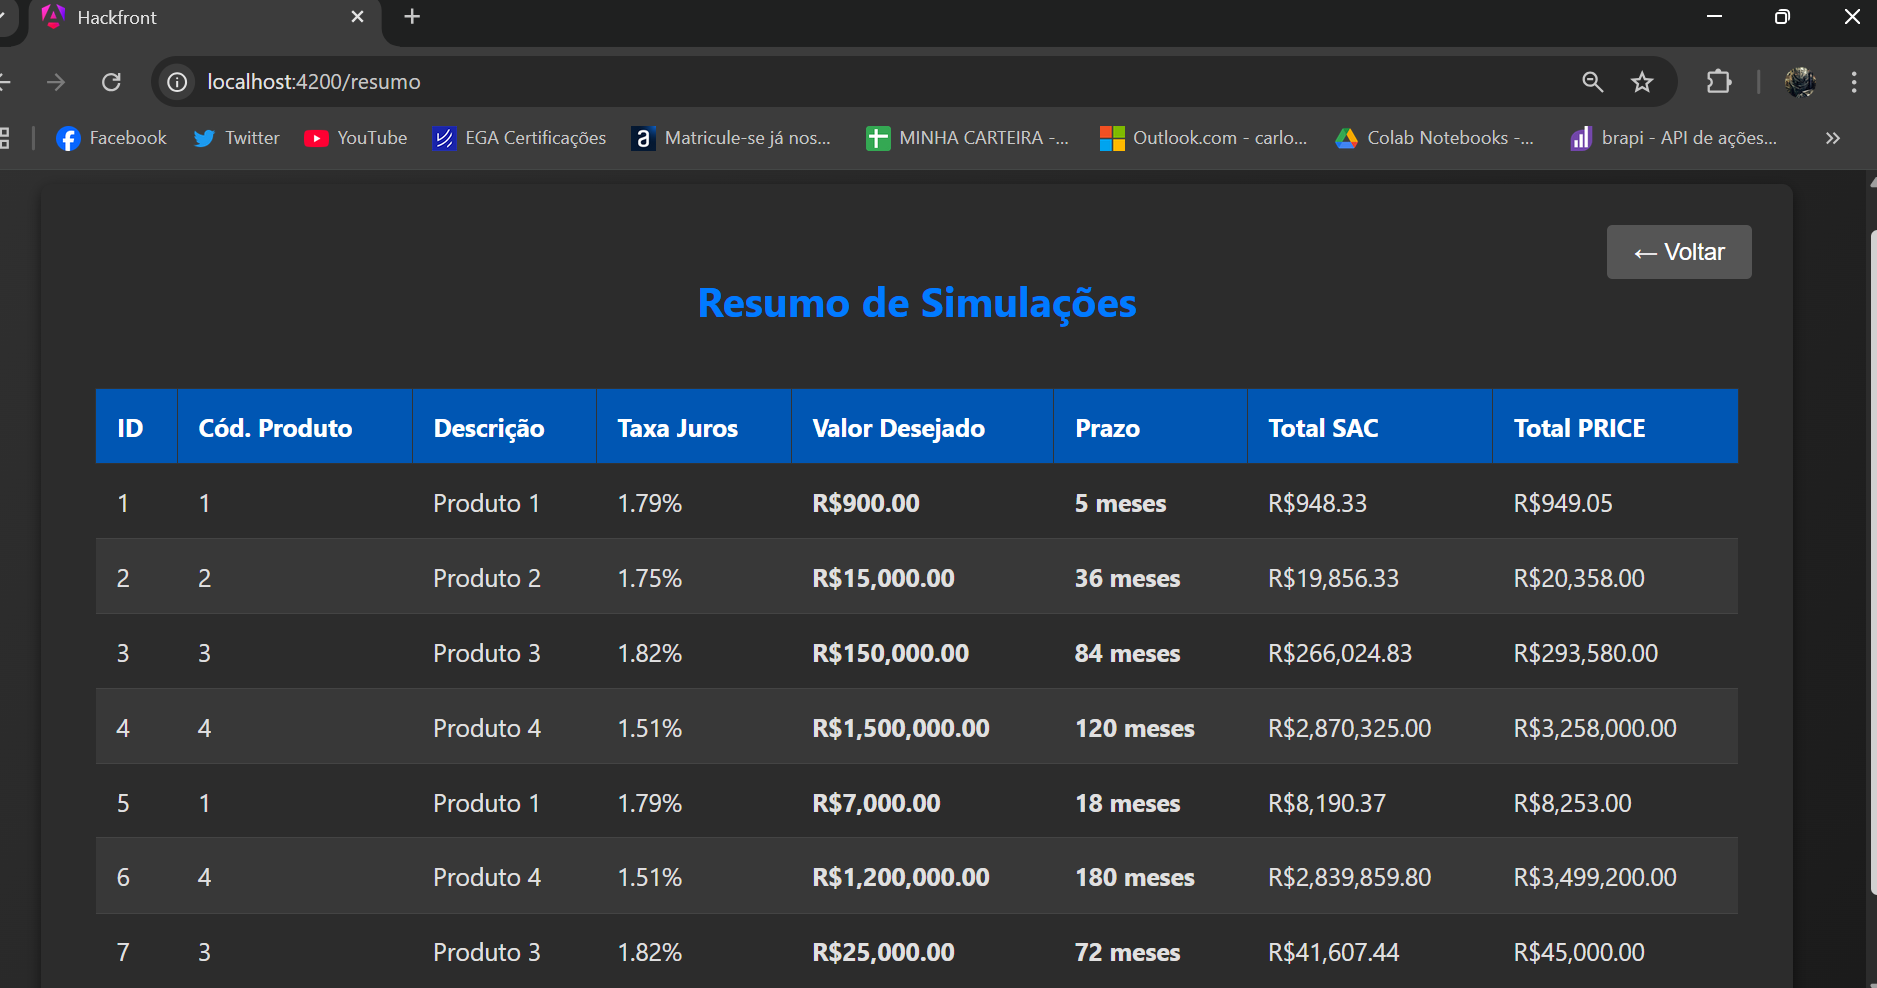 Hackfront
localhost:4200/resumo
Facebook Twitter YouTube EGA Certificações Matricule-se já nos... MINHA CARTEIRA -... Outlook.com - carlo... Colab Notebooks -... brapi - API de ações... »
← Voltar
Resumo de Simulações
ID Cód. Produto Descrição Taxa Juros Valor Desejado Prazo Total SAC Total PRICE
1 1 Produto 1 1.79% R$900.00 5 meses R$948.33 R$949.05
2 2 Produto 2 1.75% R$15,000.00 36 meses R$19,856.33 R$20,358.00
3 3 Produto 3 1.82% R$150,000.00 84 meses R$266,024.83 R$293,580.00
4 4 Produto 4 1.51% R$1,500,000.00 120 meses R$2,870,325.00 R$3,258,000.00
5 1 Produto 1 1.79% R$7,000.00 18 meses R$8,190.37 R$8,253.00
6 4 Produto 4 1.51% R$1,200,000.00 180 meses R$2,839,859.80 R$3,499,200.00
7 3 Produto 3 1.82% R$25,000.00 72 meses R$41,607.44 R$45,000.00